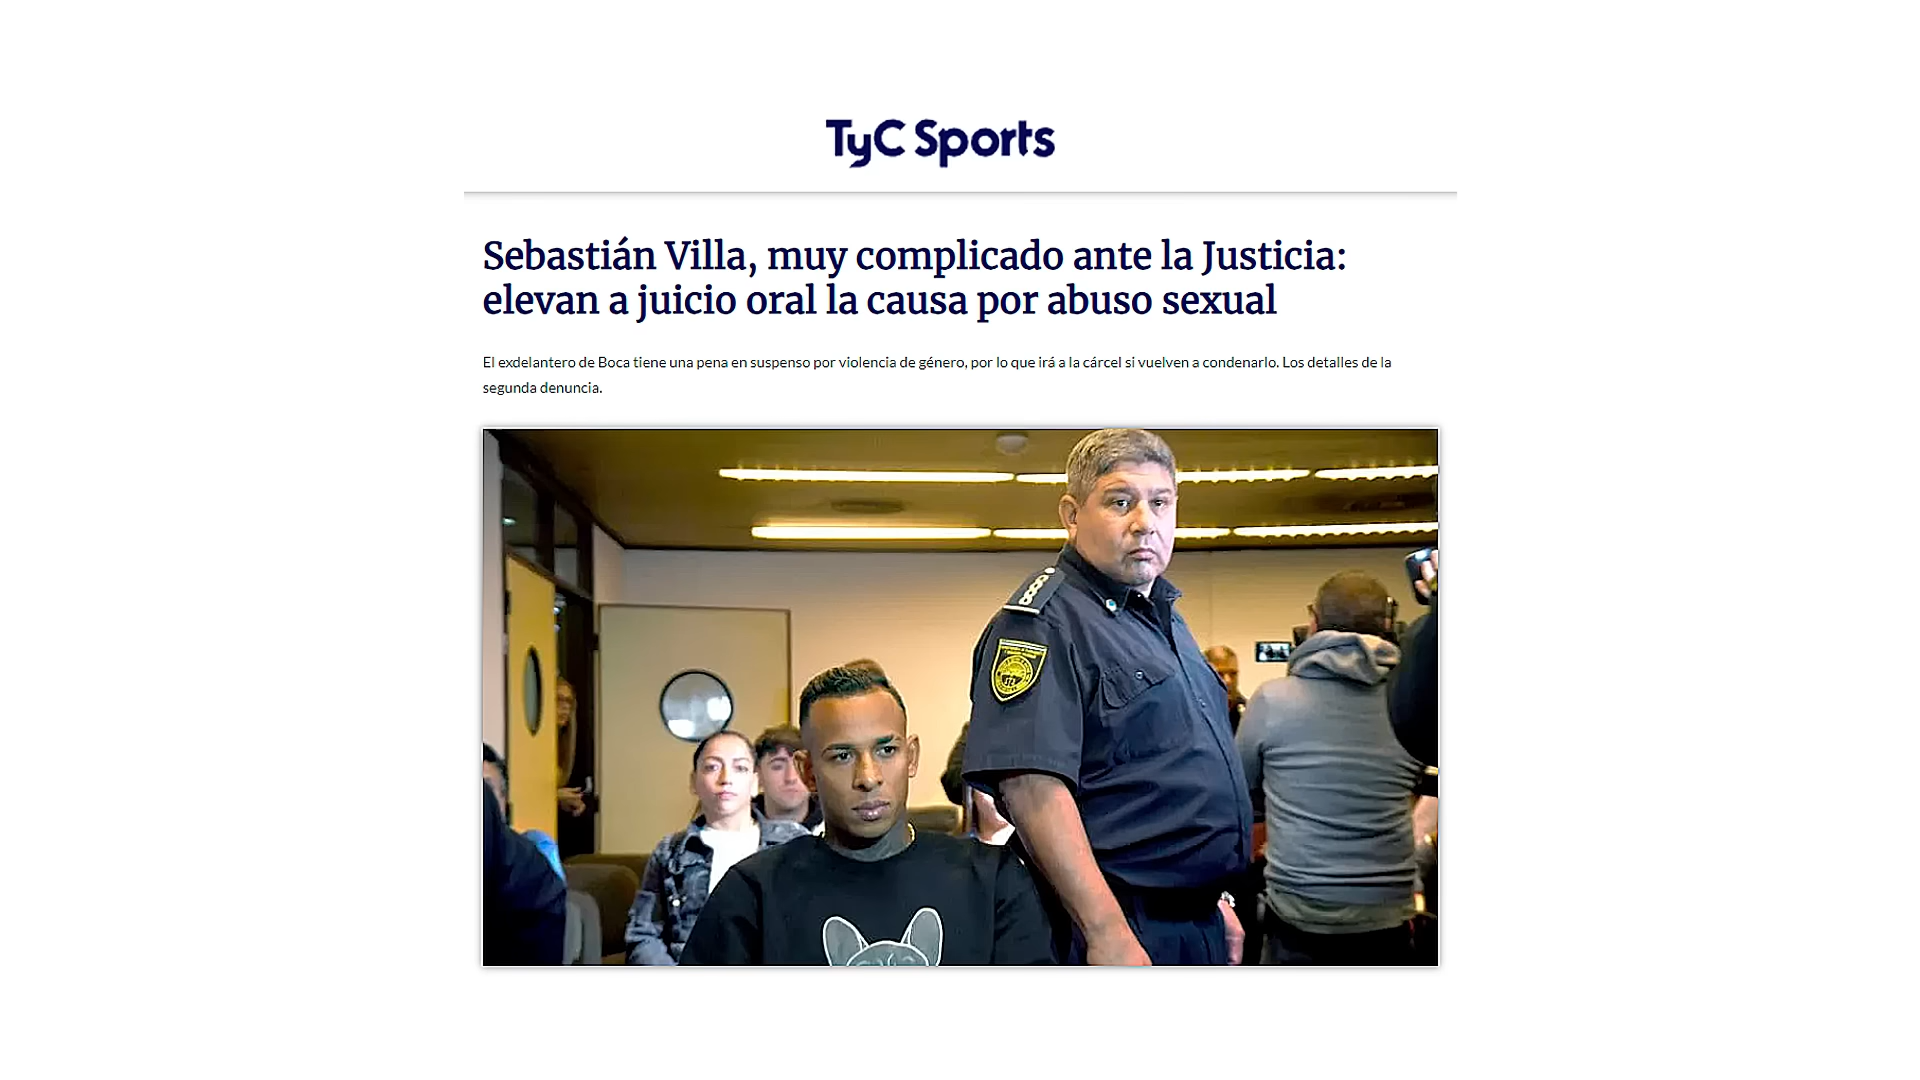 TyC Sports
Sebastián Villa, muy complicado ante la Justicia:
elevan a juicio oral la causa por abuso sexual
El exdelantero de Boca tiene una pena en suspenso por violencia de género, por lo que irá a la cárcel si vuelven a condenarlo. Los detalles de la
segunda denuncia.